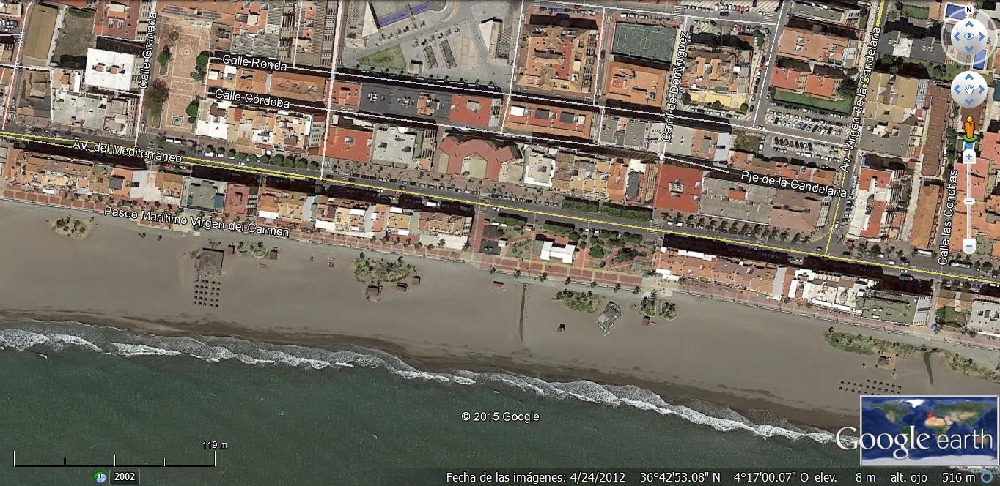 N
Calle Granada
Calle Ronda
Calle Córdoba
Carril de Domínguez
Av. Virgen de la Candelaria
Av. del Mediterráneo
Pje de la Candelaria
Calle las Conchas
Paseo Marítimo Virgen del Carmen
© 2015 Google
Google earth
119 m
2002
Fecha de las imágenes: 4/24/2012 36°42'53.08" N 4°17'00.07" O elev. 8 m alt. ojo 516 m